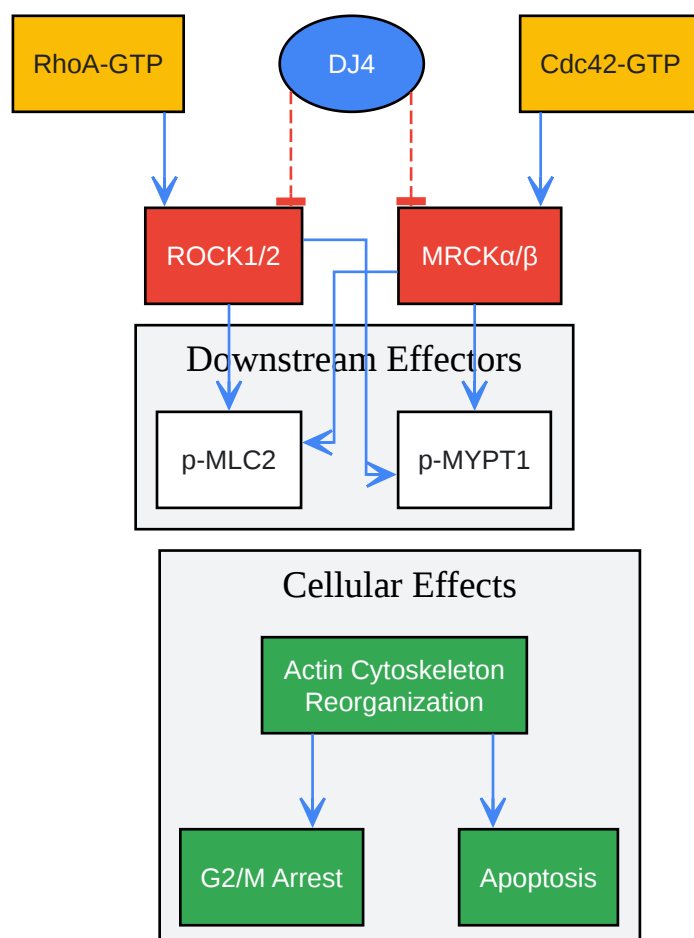 RhoA-GTP
DJ4
Cdc42-GTP
ROCK1/2
MRCKα/β
Downstream Effectors
p-MLC2
p-MYPT1
Cellular Effects
Actin Cytoskeleton
Reorganization
G2/M Arrest
Apoptosis